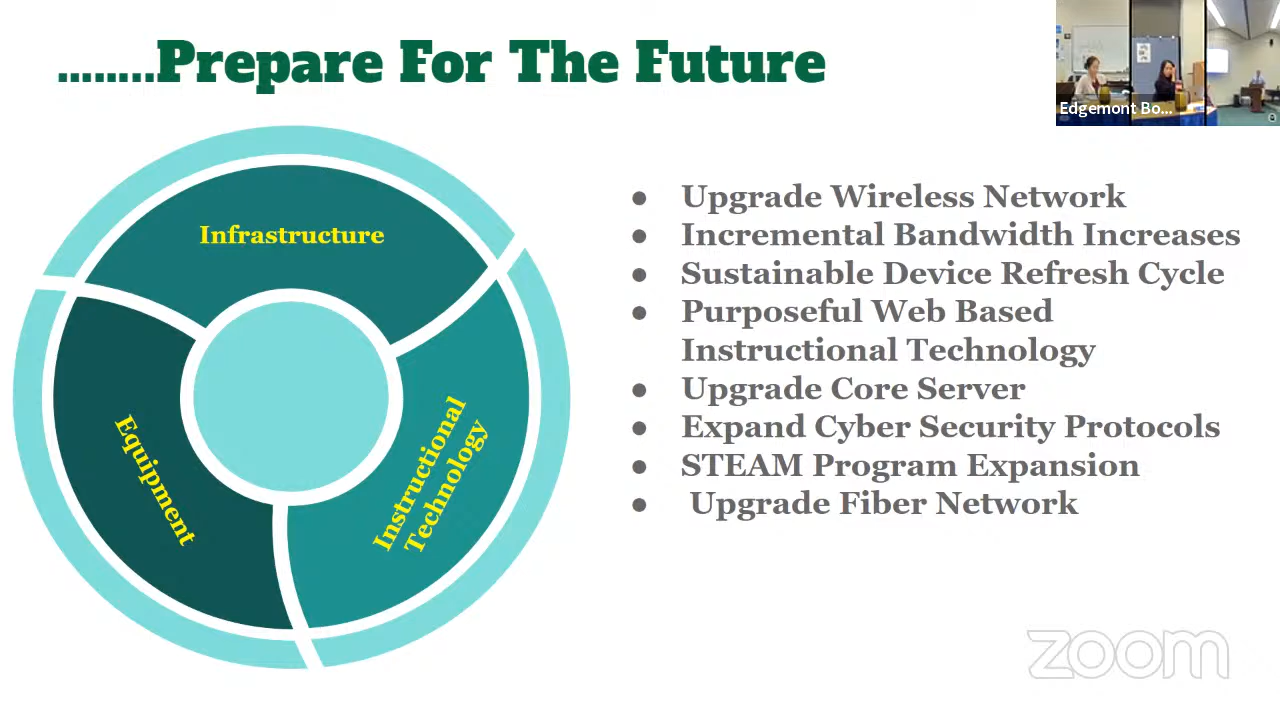 ........Prepare For The Future
Edgemont Bo...
Infrastructure
Equipment
Instructional
Technology
● Upgrade Wireless Network
● Incremental Bandwidth Increases
● Sustainable Device Refresh Cycle
● Purposeful Web Based
Instructional Technology
● Upgrade Core Server
● Expand Cyber Security Protocols
● STEAM Program Expansion
● Upgrade Fiber Network
zoom